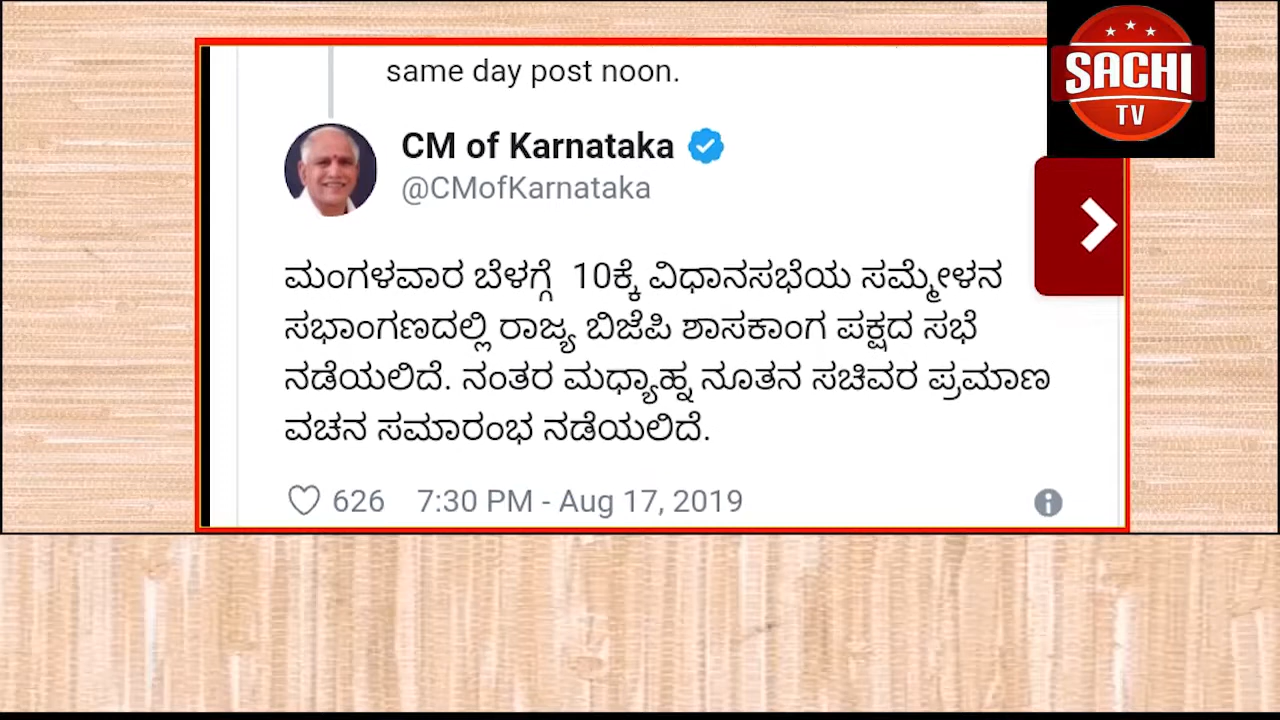 same day post noon.
SACHI
TV
CM of Karnataka
@CMofKarnataka
ಮಂಗಳವಾರ ಬೆಳಗ್ಗೆ 10ಕ್ಕೆ ವಿಧಾನಸಭೆಯ ಸಮ್ಮೇಳನ
ಸಭಾಂಗಣದಲ್ಲಿ ರಾಜ್ಯ ಬಿಜೆಪಿ ಶಾಸಕಾಂಗ ಪಕ್ಷದ ಸಭೆ
ನಡೆಯಲಿದೆ. ನಂತರ ಮಧ್ಯಾಹ್ನ ನೂತನ ಸಚಿವರ ಪ್ರಮಾಣ
ವಚನ ಸಮಾರಂಭ ನಡೆಯಲಿದೆ.
626 7:30 PM - Aug 17, 2019